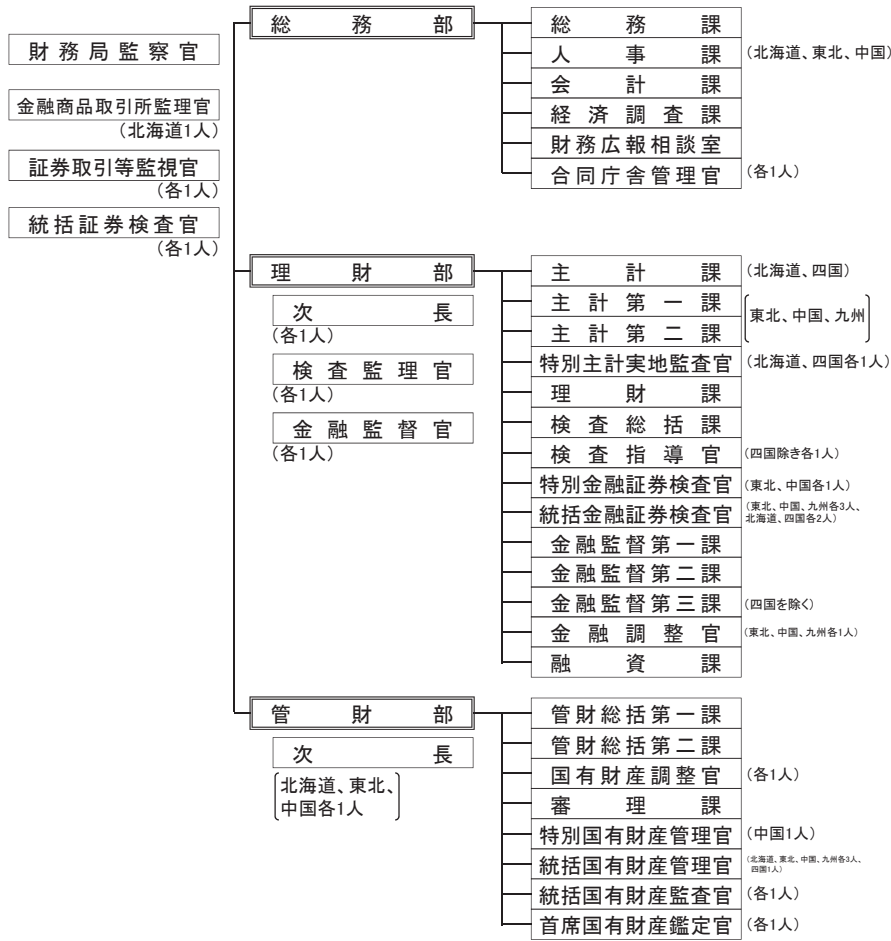 財務局監察官
金融商品取引所監理官
（北海道1人）
証券取引等監視官
（各1人）
統括証券検査官
（各1人）
総務部
総務課
人事課 （北海道、東北、中国）
会計課
経済調査課
財務広報相談室
合同庁舎管理官 （各1人）
理財部
次長
（各1人）
検査監理官
（各1人）
金融監督官
（各1人）
主計課 （北海道、四国）
主計第一課
主計第二課
東北、中国、九州
特別主計実地監査官 （北海道、四国各1人）
理財課
検査総括課
検査指導官 （四国除き各1人）
特別金融証券検査官 （東北、中国各1人）
統括金融証券検査官 （東北、中国、九州各3人、
北海道、四国各2人）
金融監督第一課
金融監督第二課
金融監督第三課 （四国を除く）
金融調整官 （東北、中国、九州各1人）
融資課
管財部
次長
北海道、東北、
中国各1人
管財総括第一課
管財総括第二課
国有財産調整官 （各1人）
審理課
特別国有財産管理官 （中国1人）
統括国有財産管理官 （北海道、東北、中国、九州各3人、
四国1人）
統括国有財産監査官 （各1人）
首席国有財産鑑定官 （各1人）